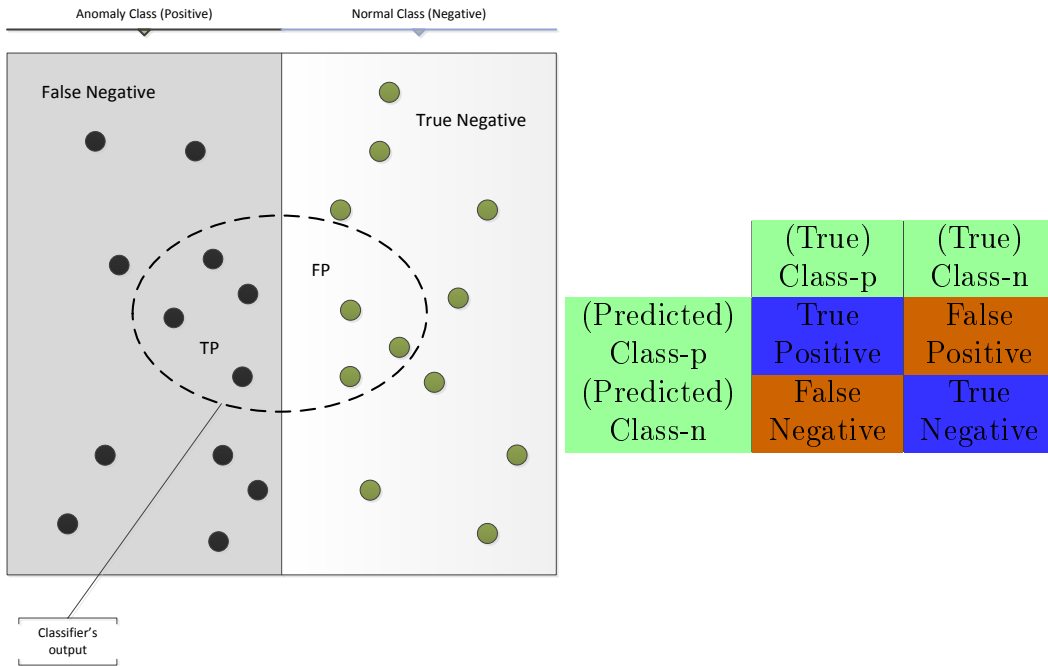 Anomaly Class (Positive)
Normal Class (Negative)
False Negative
True Negative
FP
TP
Classifier's
output
(True)
Class-p
(True)
Class-n
(Predicted)
Class-p
True
Positive
False
Positive
(Predicted)
Class-n
False
Negative
True
Negative